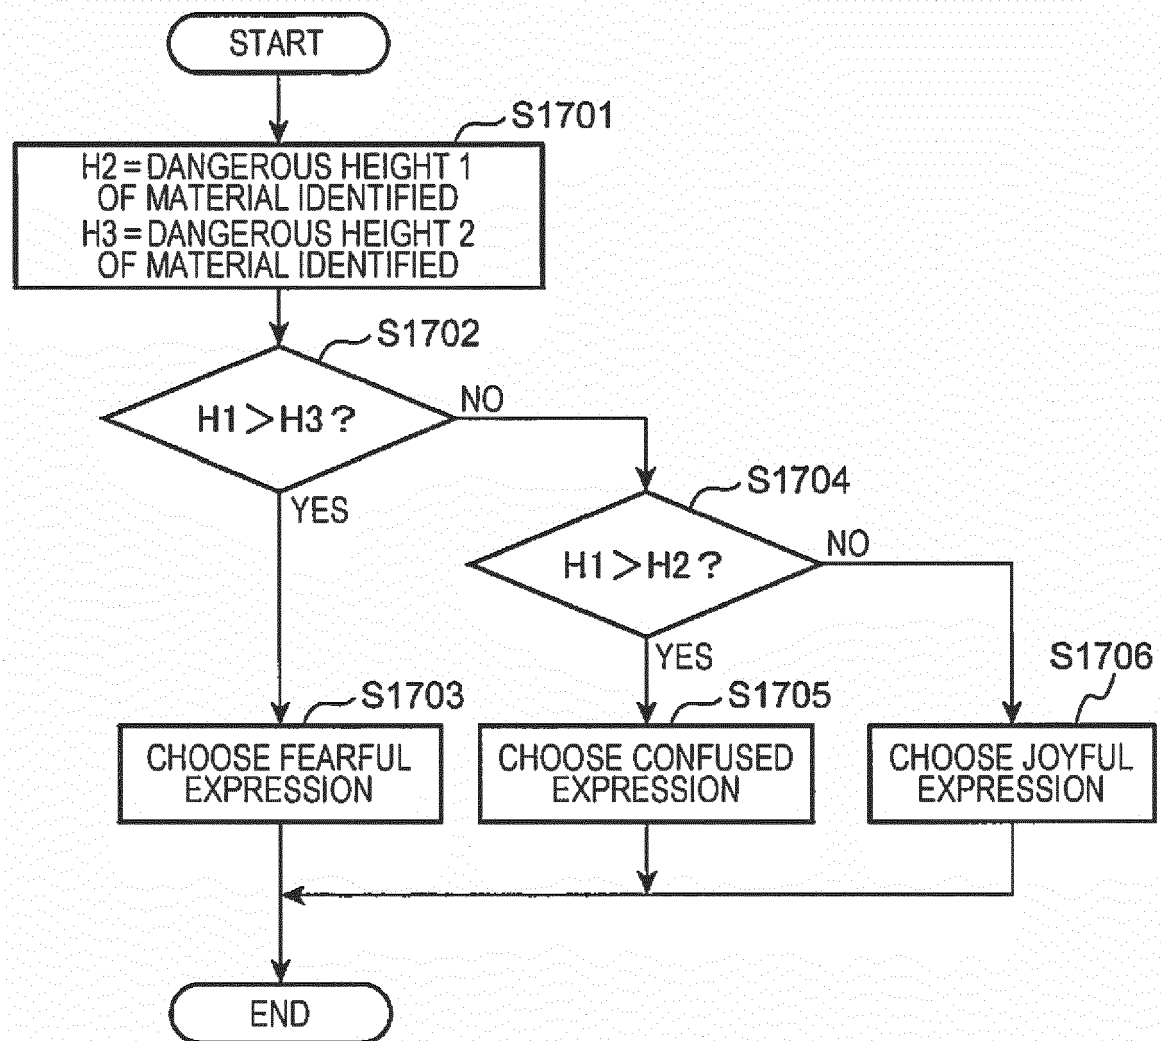 START
S1701
H2=DANGEROUS HEIGHT 1
OF MATERIAL IDENTIFIED
H3=DANGEROUS HEIGHT 2
OF MATERIAL IDENTIFIED
S1702
H1>H3?
NO
YES
S1704
H1>H2?
NO
YES
S1703
CHOOSE FEARFUL
EXPRESSION
S1705
CHOOSE CONFUSED
EXPRESSION
S1706
CHOOSE JOYFUL
EXPRESSION
END